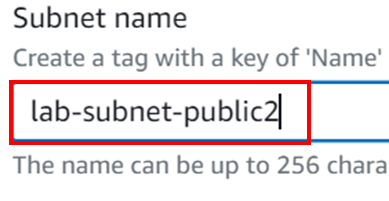 Subnet name
Create a tag with a key of 'Name'
lab-subnet-public2
The name can be up to 256 chara